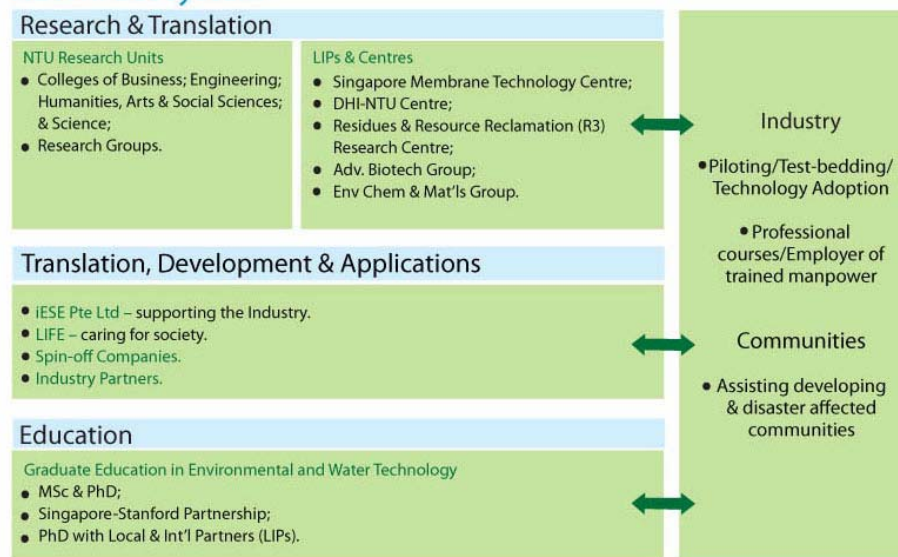 Research & Translation
NTU Research Units
● Colleges of Business; Engineering;
Humanities, Arts & Social Sciences;
& Science;
● Research Groups.
LIPs & Centres
● Singapore Membrane Technology Centre;
● DHI-NTU Centre;
● Residues & Resource Reclamation (R3)
Research Centre;
● Adv. Biotech Group;
● Env Chem & Mat'ls Group.
Translation, Development & Applications
● iESE Pte Ltd – supporting the Industry.
● LIFE – caring for society.
● Spin-off Companies.
● Industry Partners.
Education
Graduate Education in Environmental and Water Technology
● MSc & PhD;
● Singapore-Stanford Partnership;
● PhD with Local & Int'l Partners (LIPs).
Industry
●Piloting/Test-bedding/
Technology Adoption
● Professional
courses/Employer of
trained manpower
Communities
● Assisting developing
& disaster affected
communities